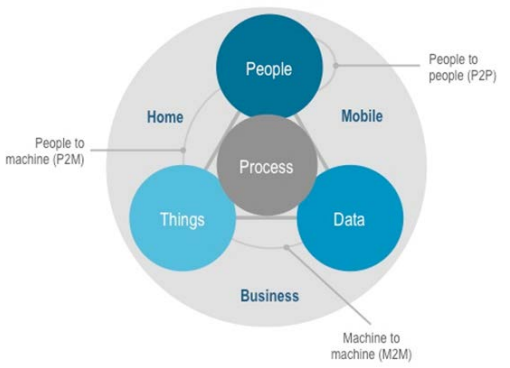 People
People to
people (P2P)
Home
Mobile
People to
machine (P2M)
Process
Things
Data
Business
Machine to
machine (M2M)